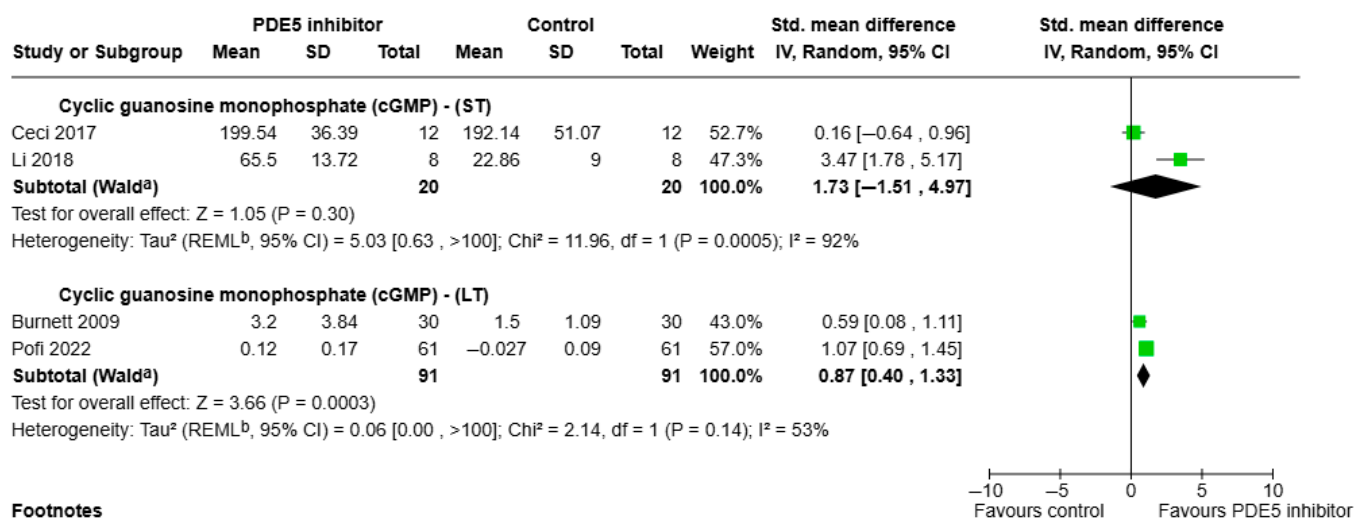 PDE5 inhibitor Control Std. mean difference Std. mean difference
Study or Subgroup Mean SD Total Mean SD Total Weight IV, Random, 95% CI IV, Random, 95% CI
Cyclic guanosine monophosphate (cGMP) - (ST)
Ceci 2017 199.54 36.39 12 192.14 51.07 12 52.7% 0.16 [−0.64 , 0.96]
Li 2018 65.5 13.72 8 22.86 9 8 47.3% 3.47 [1.78 , 5.17]
Subtotal (Waldᵃ) 20 20 100.0% 1.73 [−1.51 , 4.97]
Test for overall effect: Z = 1.05 (P = 0.30)
Heterogeneity: Tau² (REMLᵇ, 95% CI) = 5.03 [0.63 , >100]; Chi² = 11.96, df = 1 (P = 0.0005); I² = 92%
Cyclic guanosine monophosphate (cGMP) - (LT)
Burnett 2009 3.2 3.84 30 1.5 1.09 30 43.0% 0.59 [0.08 , 1.11]
Pofi 2022 0.12 0.17 61 −0.027 0.09 61 57.0% 1.07 [0.69 , 1.45]
Subtotal (Waldᵃ) 91 91 100.0% 0.87 [0.40 , 1.33]
Test for overall effect: Z = 3.66 (P = 0.0003)
Heterogeneity: Tau² (REMLᵇ, 95% CI) = 0.06 [0.00 , >100]; Chi² = 2.14, df = 1 (P = 0.14); I² = 53%
−10 −5 0 5 10
Footnotes Favours control Favours PDE5 inhibitor